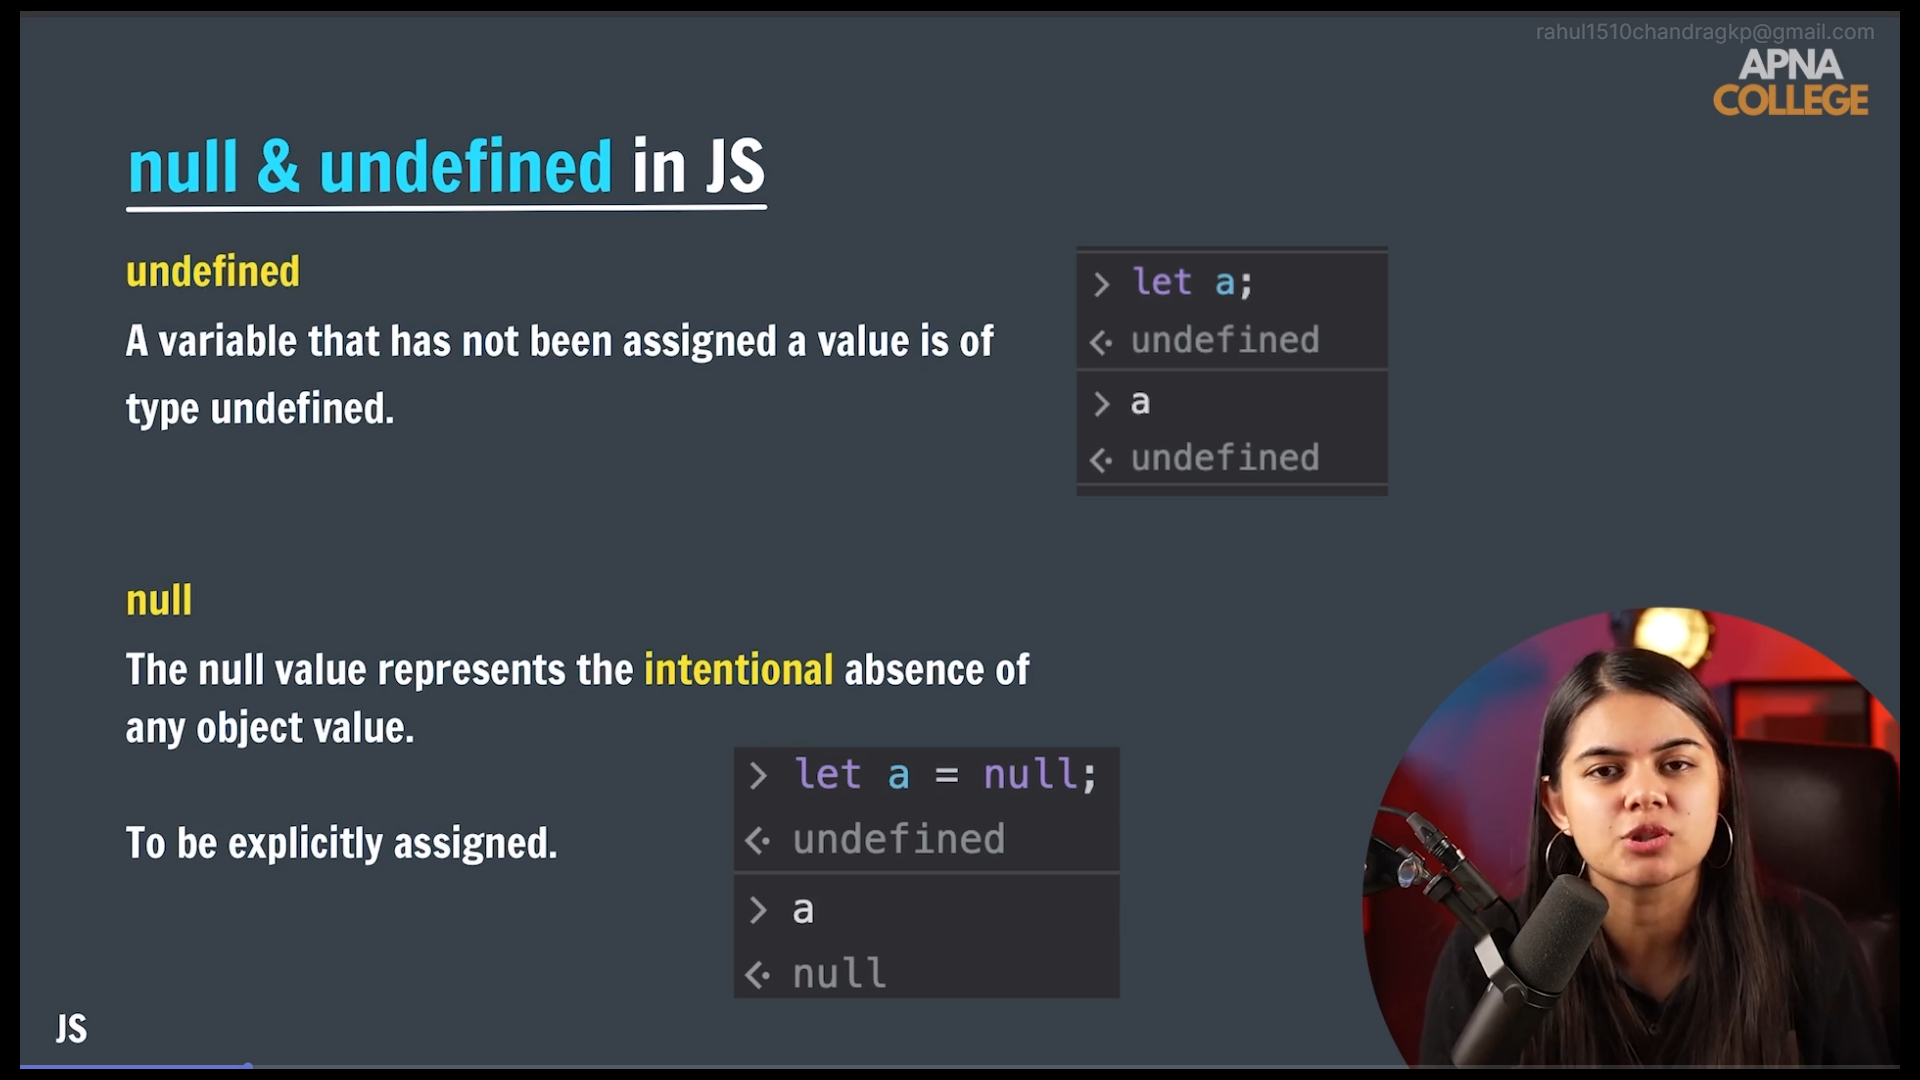 rahul1510chandragkp@gmail.com
APNA
COLLEGE
null & undefined in JS
undefined
A variable that has not been assigned a value is of
type undefined.
> let a;
<· undefined
> a
<· undefined
null
The null value represents the intentional absence of
any object value.
To be explicitly assigned.
> let a = null;
<· undefined
> a
<· null
JS